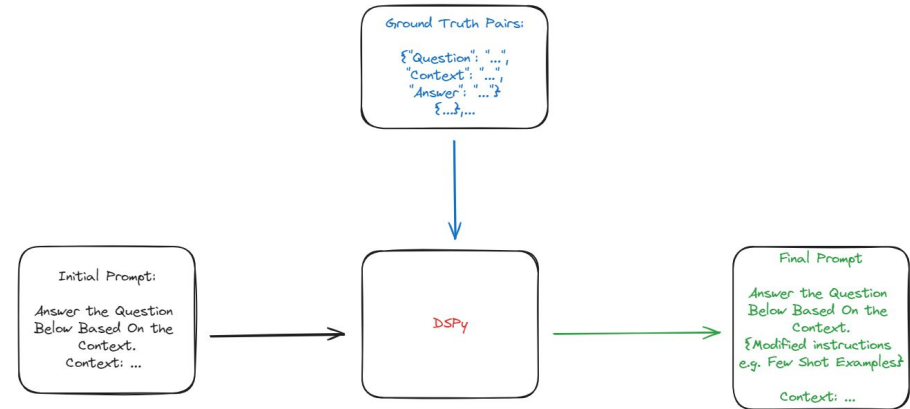 Ground Truth Pairs:
{"Question": "...",
"Context": "...",
"Answer": "..."}
{...},...
Initial Prompt:
Answer the Question
Below Based On the
Context.
Context: ...
DSPy
Final Prompt
Answer the Question
Below Based On the
Context.
{Modified instructions
e.g. Few Shot Examples}
Context: ...